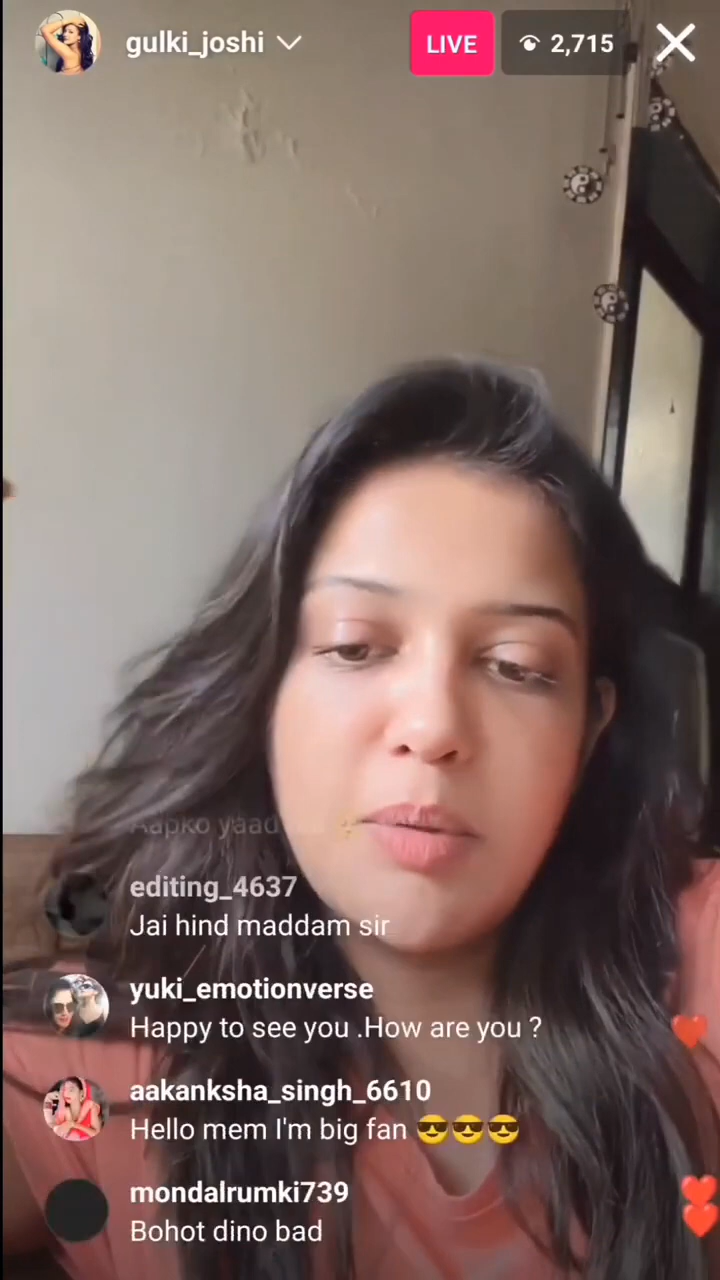 gulki_joshi
LIVE
2,715
Aapko yaad
editing_4637
Jai hind maddam sir
yuki_emotionverse
Happy to see you .How are you ?
aakanksha_singh_6610
Hello mem I'm big fan 😎😎😎
mondalrumki739
Bohot dino bad